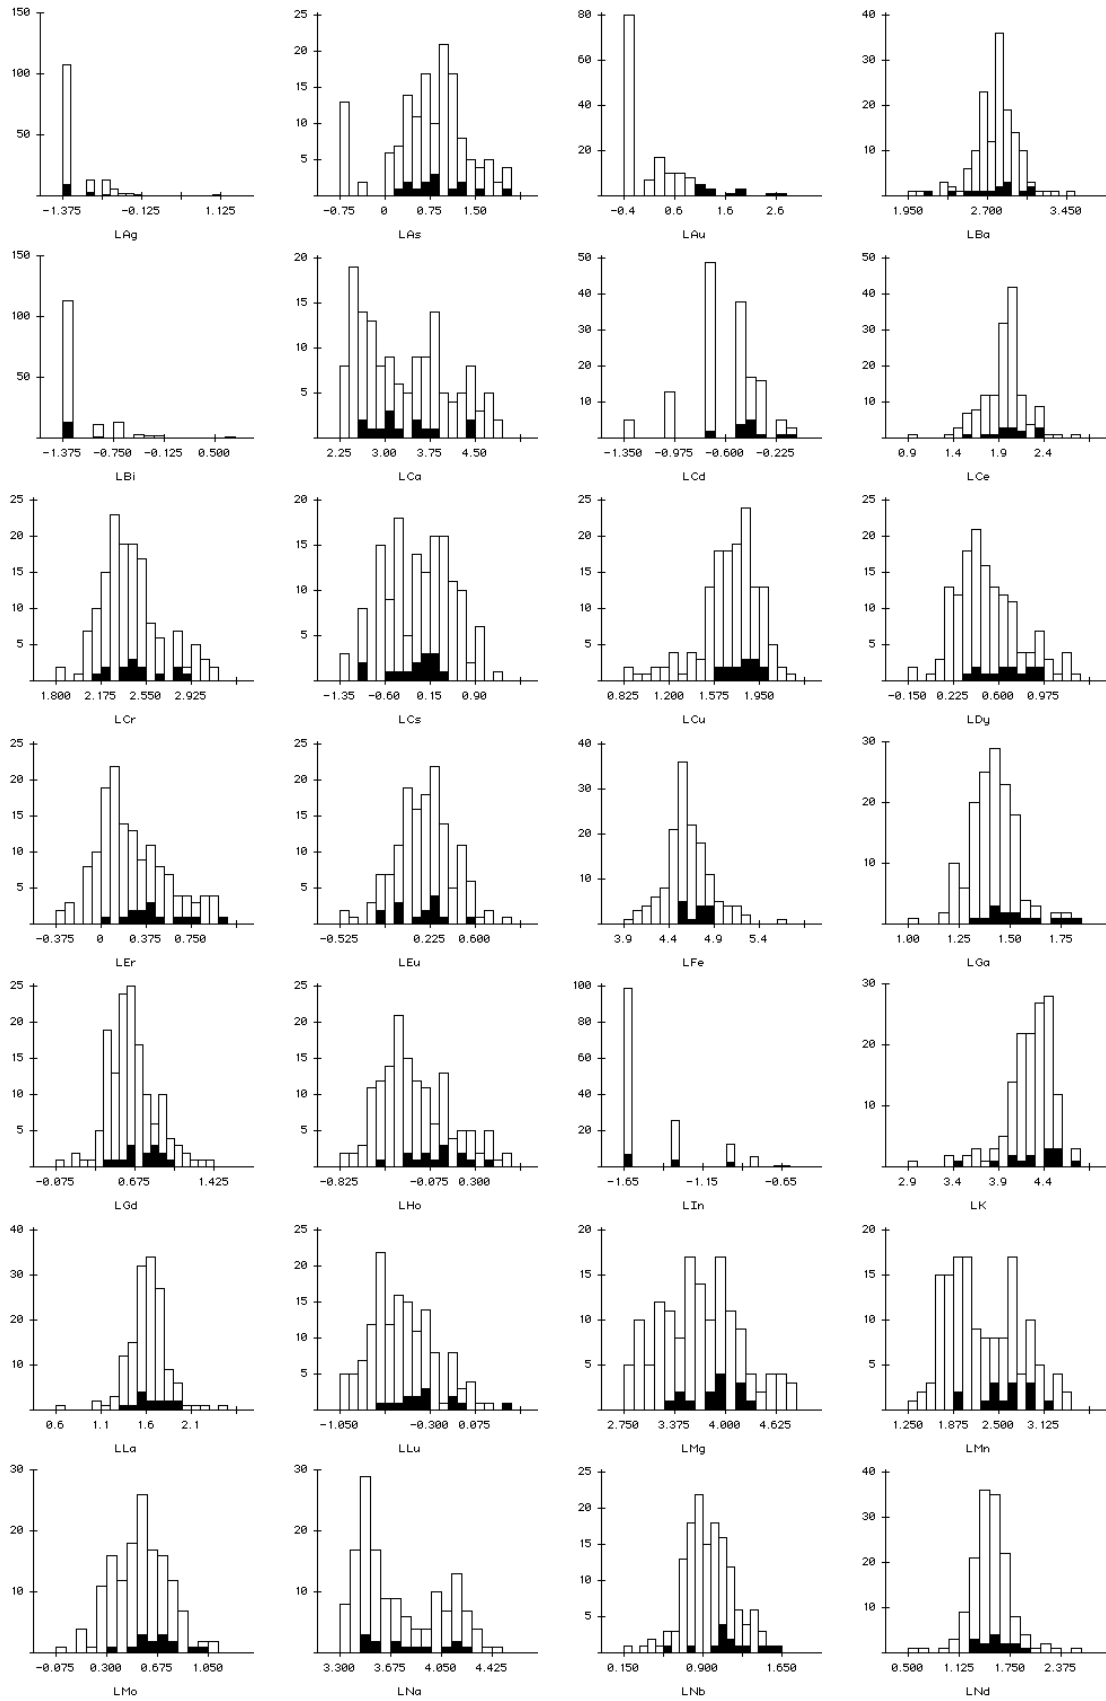 150 25 80 40
20 60 30
100 15 40 20
50 10 20 10
5
-1.375 -0.125 1.125 -0.75 0 0.75 1.50 -0.4 0.6 1.6 2.6 1.950 2.700 3.450
LAg LAs LAu LBa
150 20 50 50
100 15 40 40
10 30 30
50 5 20 20
10 10
-1.375 -0.750 -0.125 0.500 2.25 3.00 3.75 4.50 -1.350 -0.975 -0.600 -0.225 0.9 1.4 1.9 2.4
LBi LCa LCd LCe
25 20 25 25
20 15 20 20
15 10 15 15
10 5 10 10
5 5 5
1.800 2.175 2.550 2.925 -1.35 -0.60 0.15 0.90 0.825 1.200 1.575 1.950 -0.150 0.225 0.600 0.975
LCr LCs LCu LDy
25 25 40 30
20 20 30 20
15 15 20 10
10 10 10
5 5
-0.375 0 0.375 0.750 -0.525 0.225 0.600 3.9 4.4 4.9 5.4 1.00 1.25 1.50 1.75
LEr LEu LFe LGa
25 25 100 30
20 20 80 20
15 15 60 10
10 10 40
5 5 20
-0.075 0.675 1.425 -0.825 -0.075 0.300 -1.65 -1.15 -0.65 2.9 3.4 3.9 4.4
LGd LHo LIn LK
40 25 20 20
30 20 15 15
20 15 10 10
10 10 5 5
5
0.6 1.1 1.6 2.1 -1.050 -0.300 0.075 2.750 3.375 4.000 4.625 1.250 1.875 2.500 3.125
LLa LLu LMg LMn
30 30 25 40
20 20 20 30
10 10 15 20
10 10
5
-0.075 0.300 0.675 1.050 3.300 3.675 4.050 4.425 0.150 0.900 1.650 0.500 1.125 1.750 2.375
LMo LNa LNb LNd